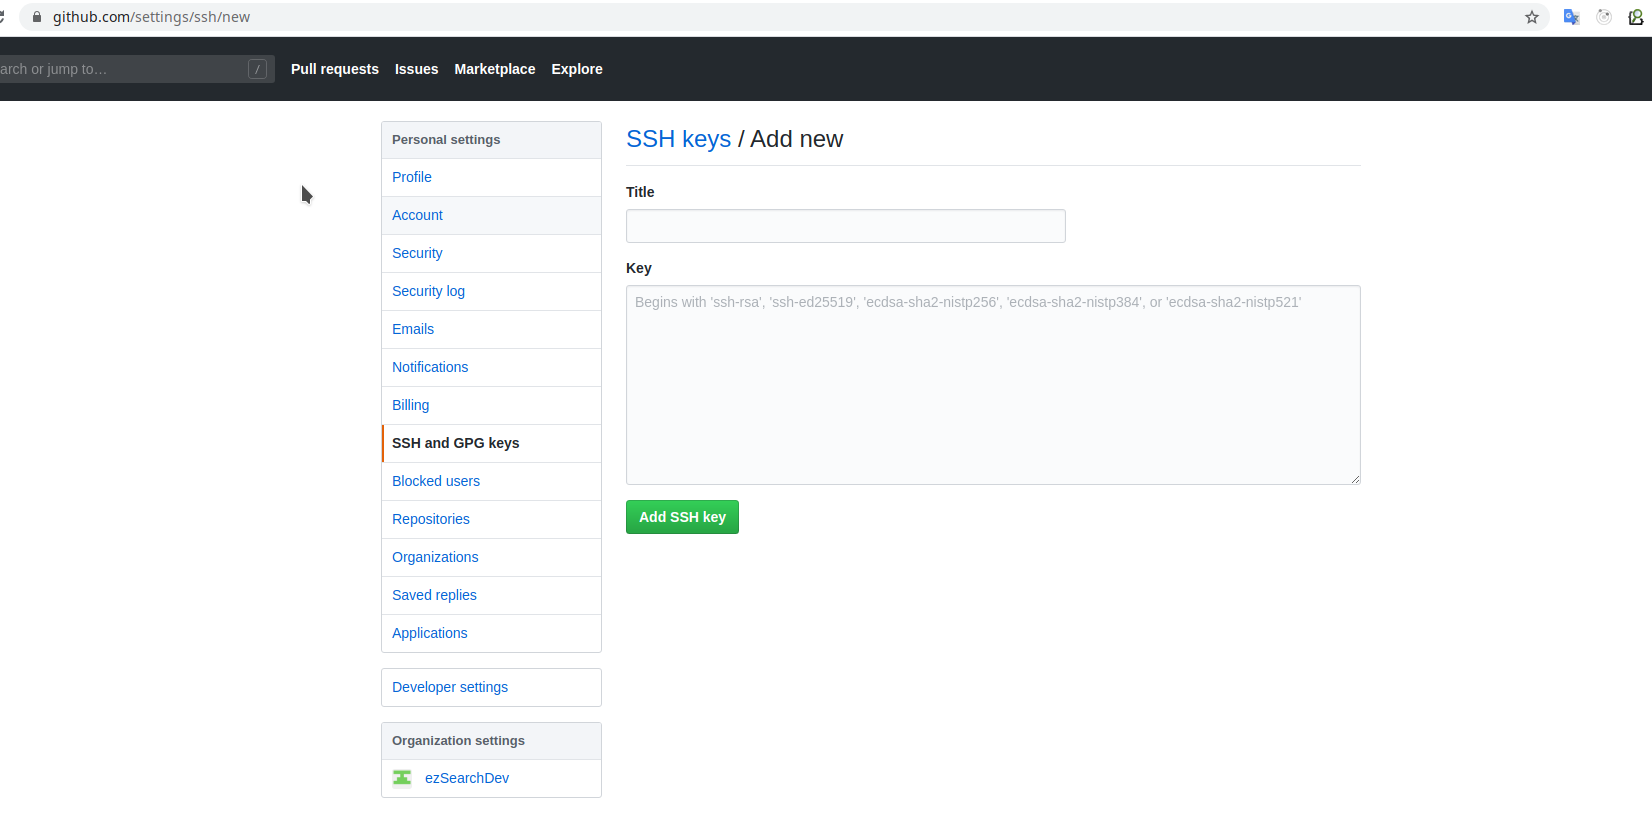 github.com/settings/ssh/new
arch or jump to…
/
Pull requests Issues Marketplace Explore
Personal settings
Profile
Account
Security
Security log
Emails
Notifications
Billing
SSH and GPG keys
Blocked users
Repositories
Organizations
Saved replies
Applications
Developer settings
Organization settings
ezSearchDev
SSH keys / Add new
Title
Key
Begins with 'ssh-rsa', 'ssh-ed25519', 'ecdsa-sha2-nistp256', 'ecdsa-sha2-nistp384', or 'ecdsa-sha2-nistp521'
Add SSH key